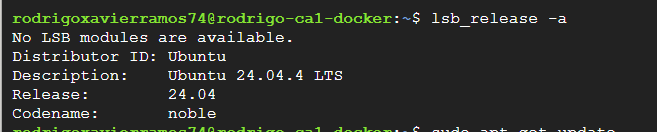 rodrigoxavierramos74@rodrigo-ca1-docker:~$ lsb_release -a
No LSB modules are available.
Distributor ID: Ubuntu
Description:    Ubuntu 24.04.4 LTS
Release:        24.04
Codename:       noble
rodrigoxavierramos74@rodrigo-ca1-docker:~$ sudo apt-get update